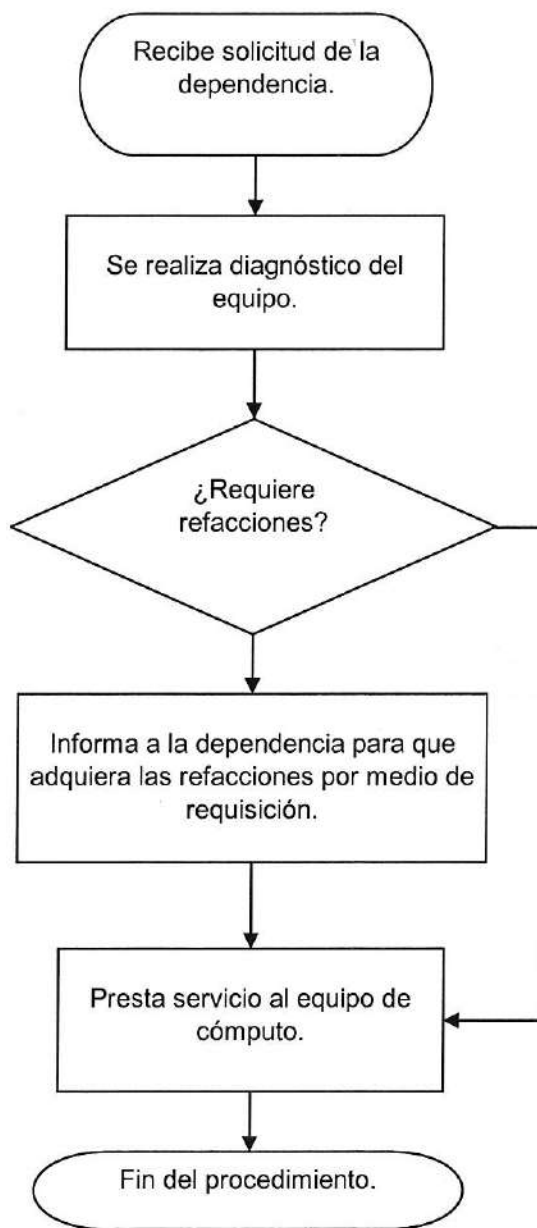 Recibe solicitud de la
dependencia.
Se realiza diagnóstico del
equipo.
¿Requiere
refacciones?
Informa a la dependencia para que
adquiera las refacciones por medio de
requisición.
Presta servicio al equipo de
cómputo.
Fin del procedimiento.